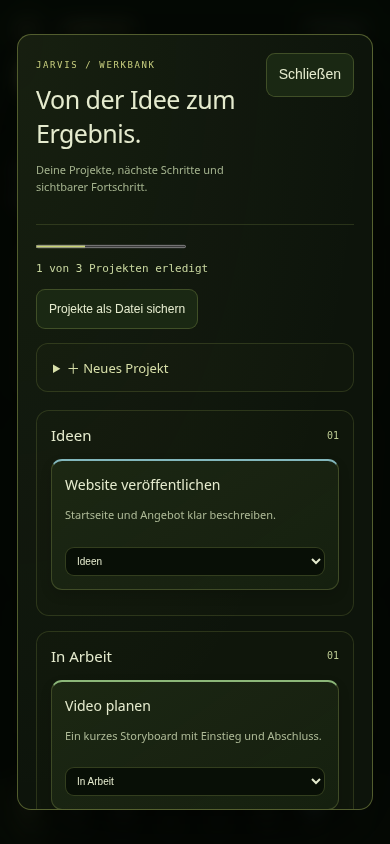 JARVIS / WERKBANK
Schließen
Von der Idee zum
Ergebnis.
Deine Projekte, nächste Schritte und
sichtbarer Fortschritt.
1 von 3 Projekten erledigt
Projekte als Datei sichern
▶ + Neues Projekt
Ideen 01
Website veröffentlichen
Startseite und Angebot klar beschreiben.
Ideen
In Arbeit 01
Video planen
Ein kurzes Storyboard mit Einstieg und Abschluss.
In Arbeit